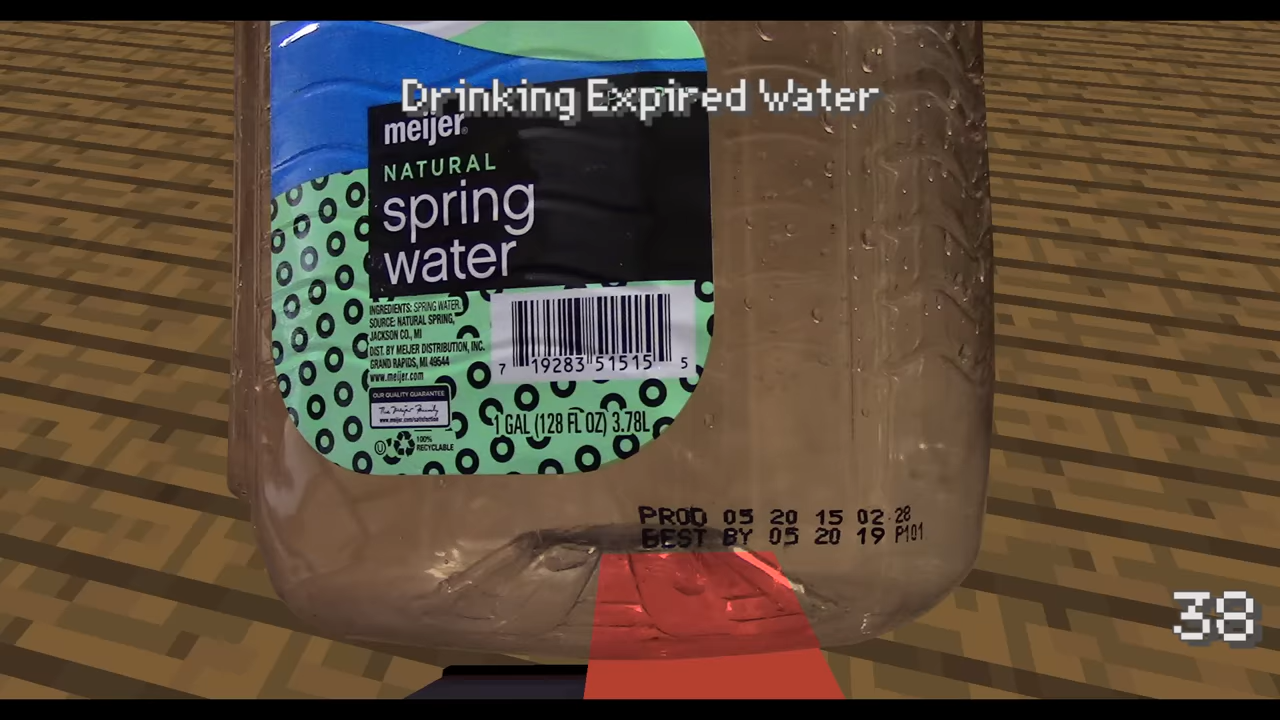 Drinking Expired Water
meijer®
NATURAL
spring
water
INGREDIENTS: SPRING WATER.
SOURCE: NATURAL SPRING,
JACKSON CO., MI
DIST. BY MEIJER DISTRIBUTION, INC.
GRAND RAPIDS, MI 49544
www.meijer.com
7 19283 51515 5
OUR QUALITY GUARANTEE
The Meijer Family
1 GAL (128 FL OZ) 3.78L
U
100%
RECYCLABLE
PROD 05 20 15 02 28
BEST BY 05 20 19 P101
38